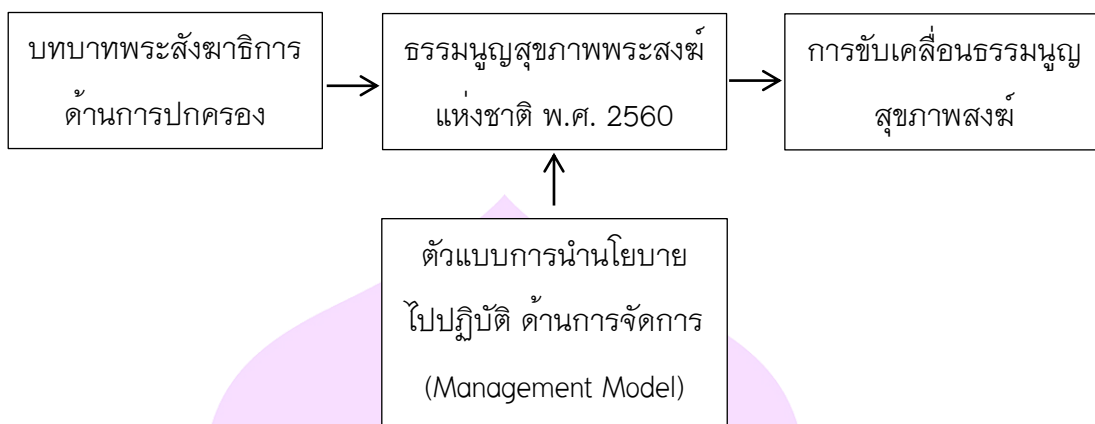 บทบาทพระสังฆาธิการ
ด้านการปกครอง
ธรรมนูญสุขภาพพระสงฆ์
แห่งชาติ พ.ศ. 2560
การขับเคลื่อนธรรมนูญ
สุขภาพสงฆ์
ตัวแบบการนำนโยบาย
ไปปฏิบัติ ด้านการจัดการ
(Management Model)